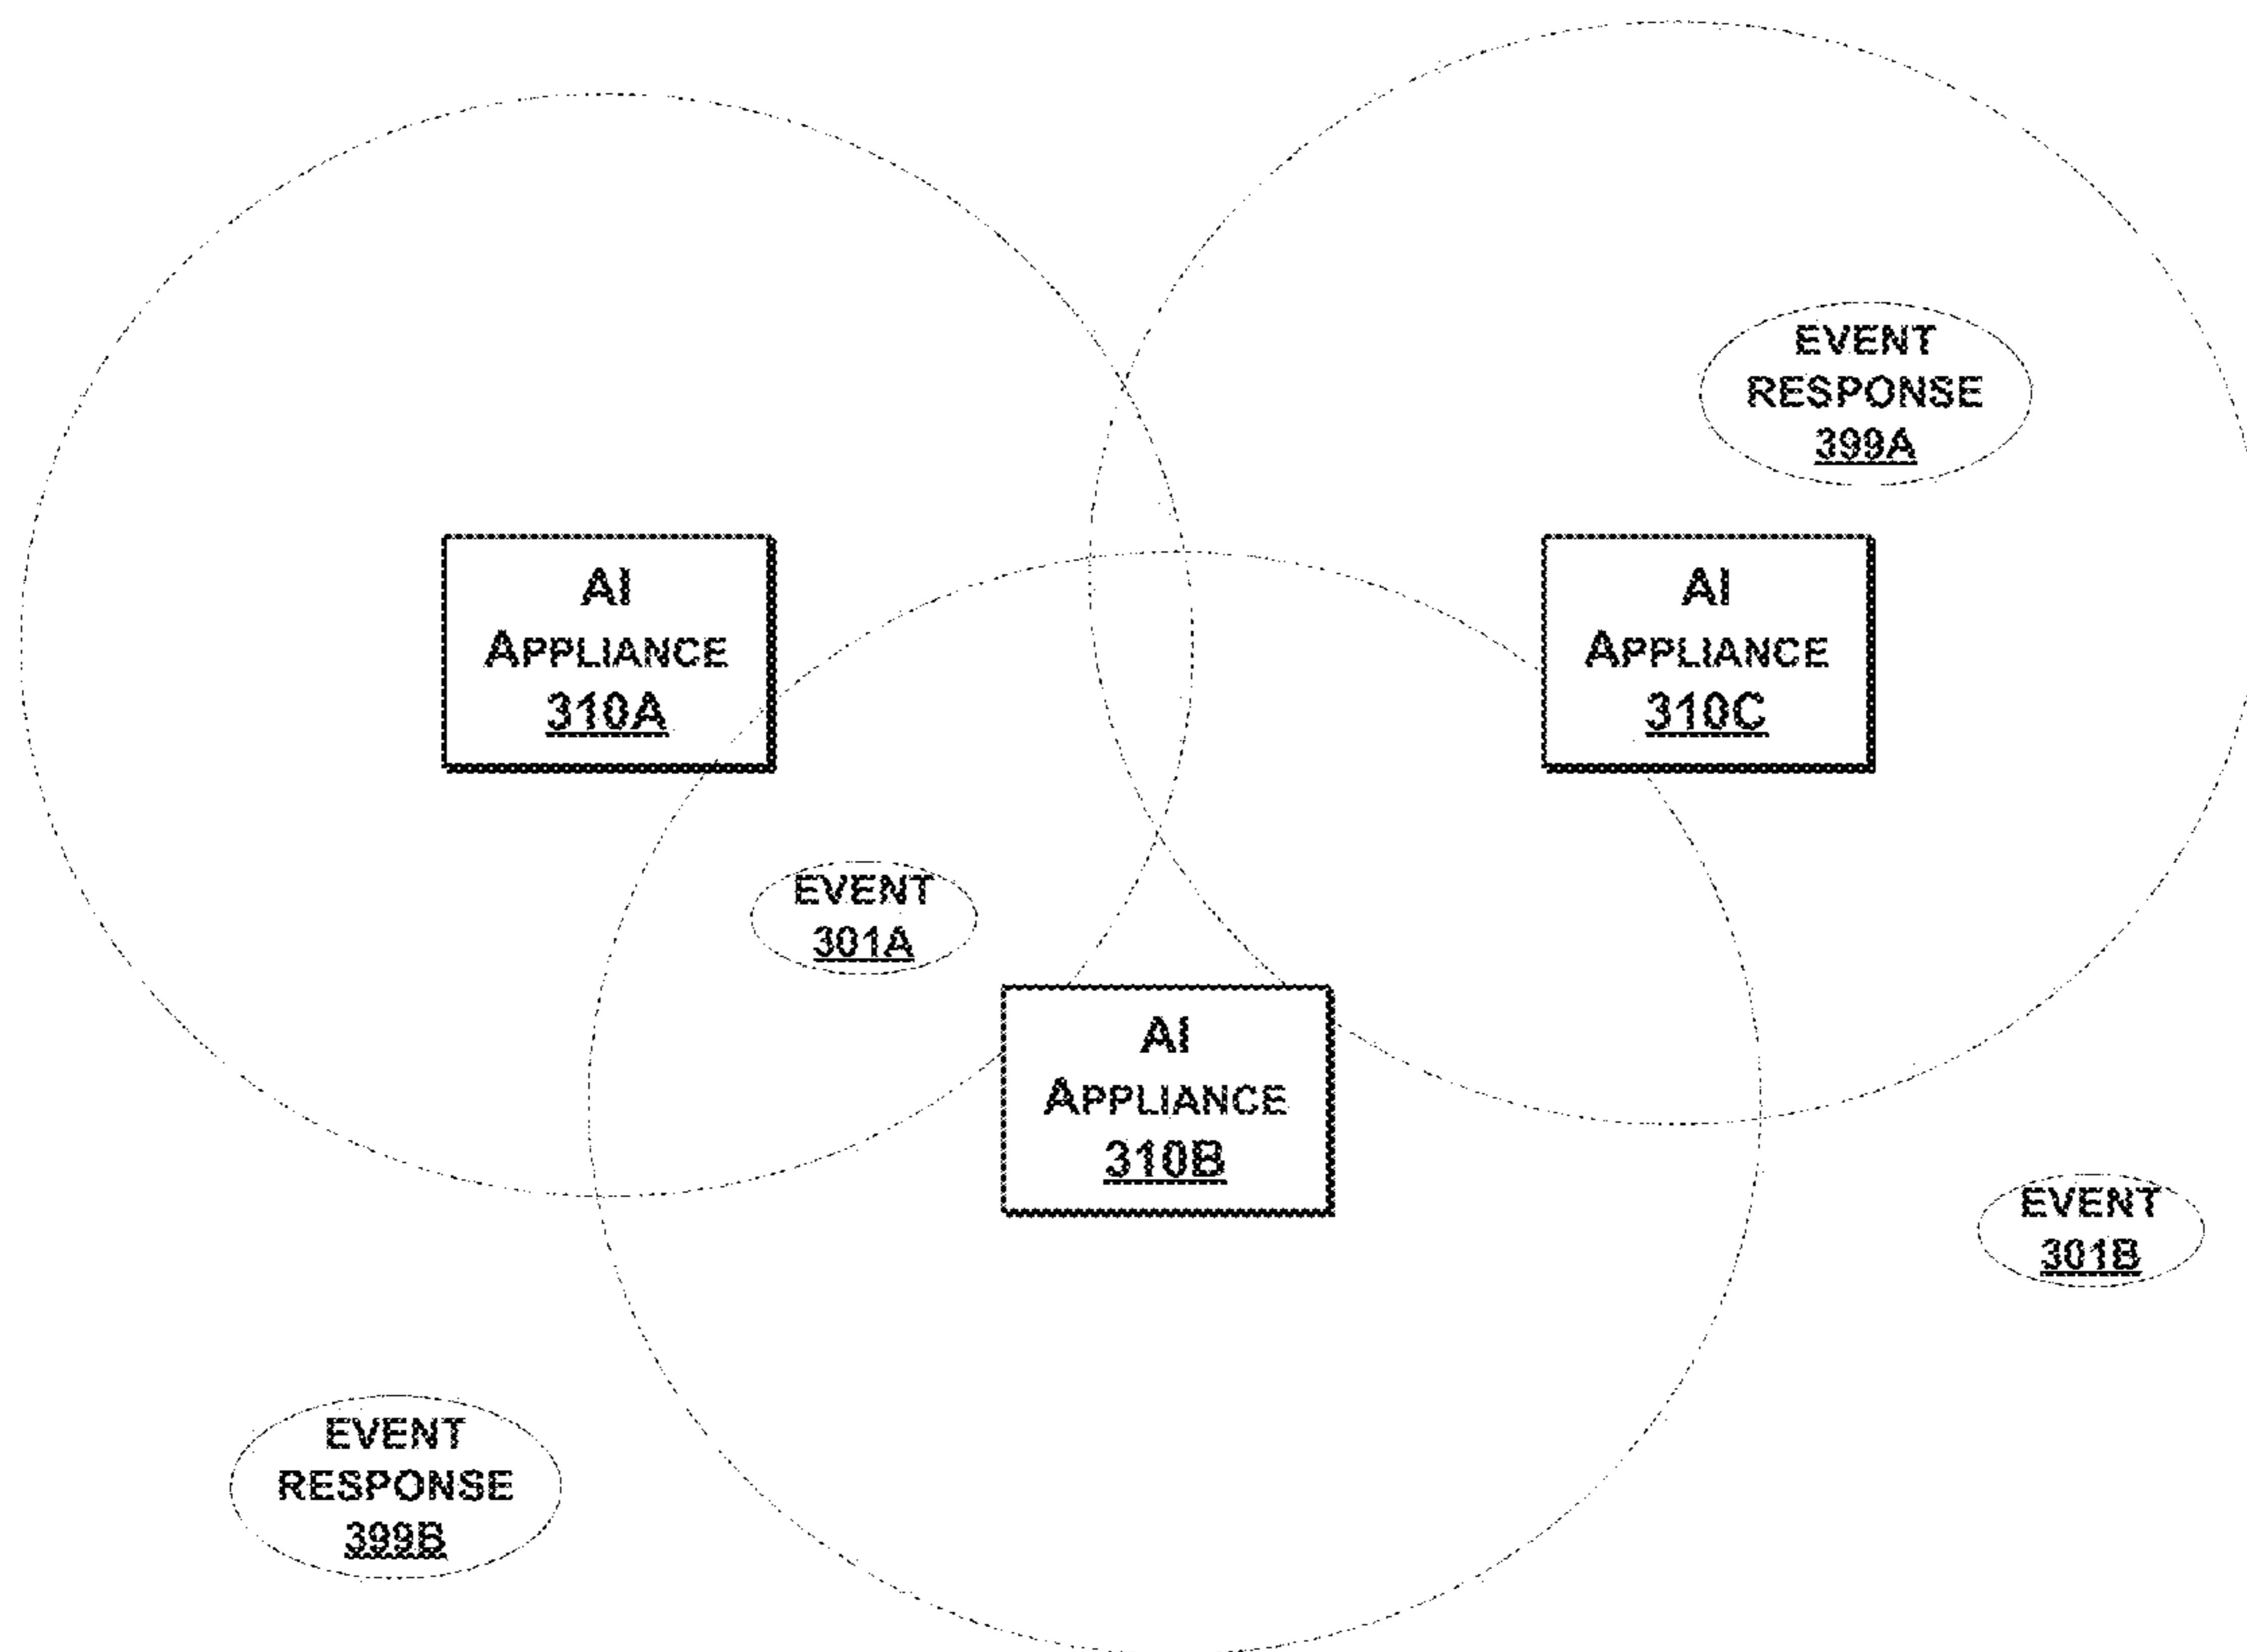 EVENT
RESPONSE
399A
AI
APPLIANCE
310A
AI
APPLIANCE
310C
EVENT
301A
AI
APPLIANCE
310B
EVENT
301B
EVENT
RESPONSE
399B